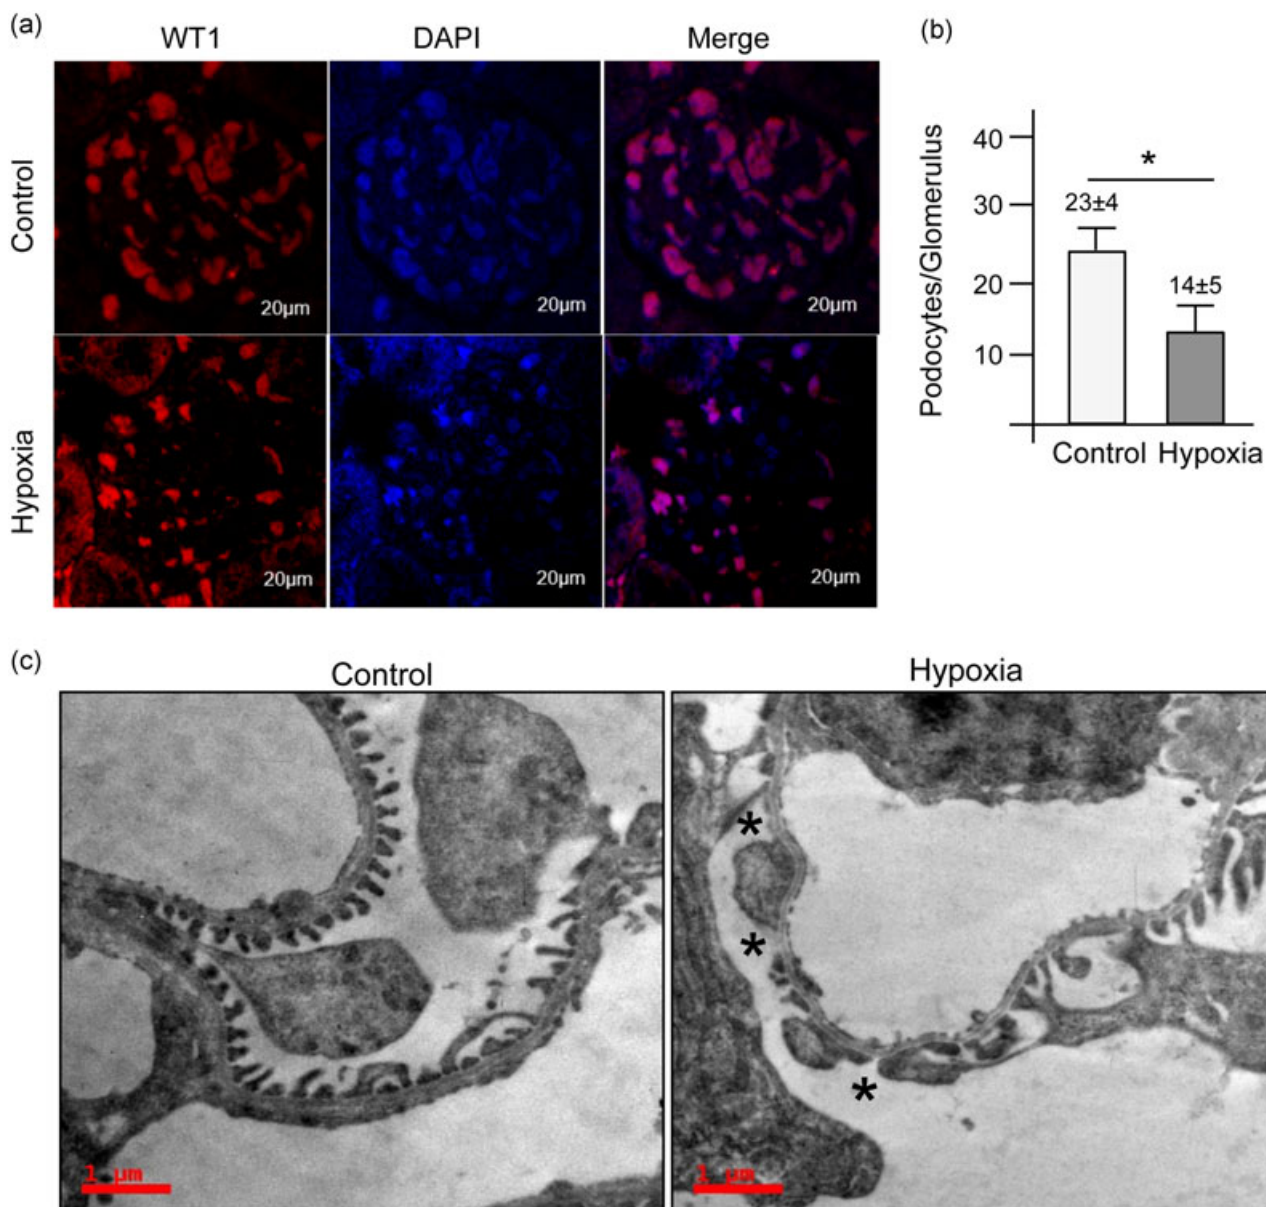 (a)
WT1 DAPI Merge
Control
20µm 20µm 20µm
Hypoxia
20µm 20µm 20µm
(b)
Podocytes/Glomerulus
40
30
20
10
*
23±4
14±5
Control Hypoxia
(c)
Control Hypoxia
*
*
*
1 µm 1 µm